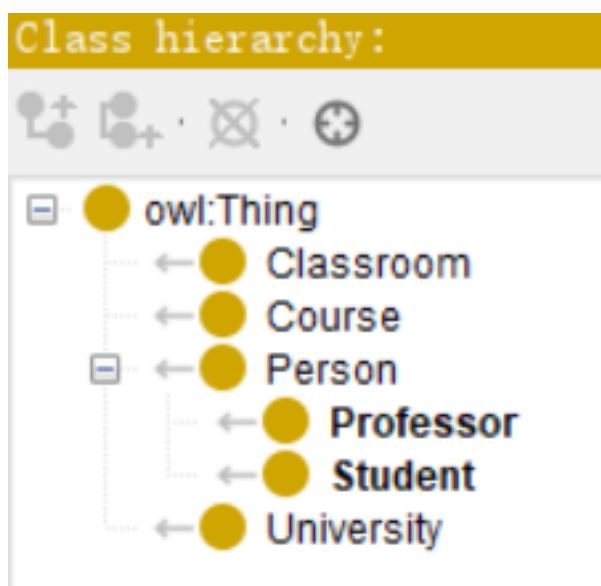 Class hierarchy:
owl:Thing
Classroom
Course
Person
Professor
Student
University